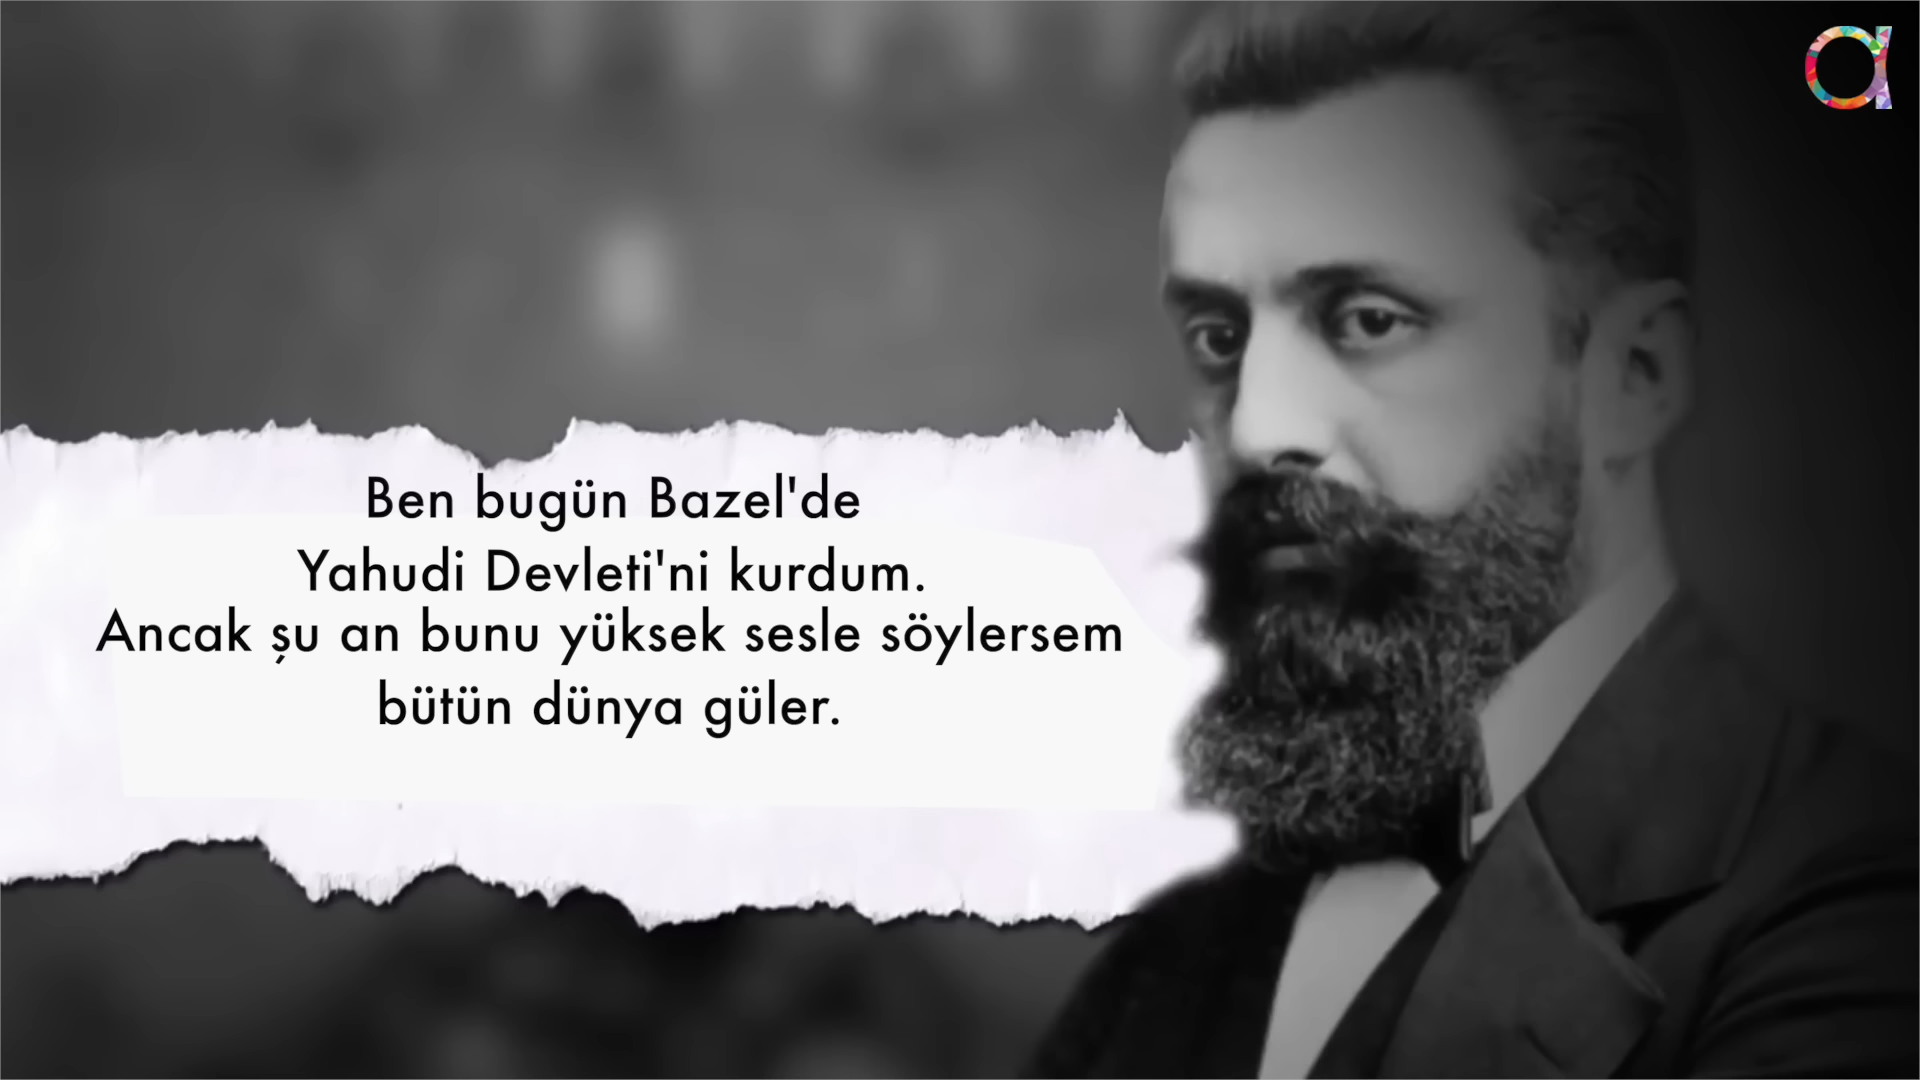 Ben bugün Bazel'de
Yahudi Devleti'ni kurdum.
Ancak şu an bunu yüksek sesle söylersem
bütün dünya güler.